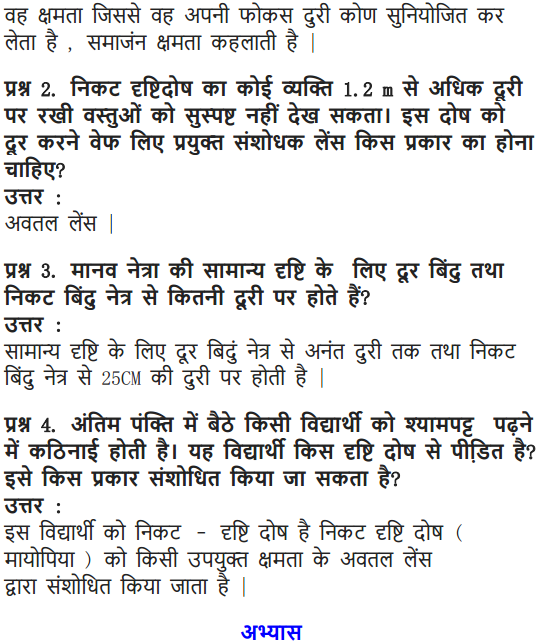 वह क्षमता जिससे वह अपनी फोकस दुरी कोण सुनियोजित कर
लेता है , समाजंन क्षमता कहलाती है |
प्रश्न 2. निकट दृष्टिदोष का कोई व्यक्ति 1.2 m से अधिक दूरी
पर रखी वस्तुओं को सुस्पष्ट नहीं देख सकता। इस दोष को
दूर करने वेफ लिए प्रयुक्त संशोधक लेंस किस प्रकार का होना
चाहिए?
उत्तर :
अवतल लेंस |
प्रश्न 3. मानव नेत्रा की सामान्य दृष्टि के लिए दूर बिंदु तथा
निकट बिंदु नेत्र से कितनी दूरी पर होते हैं?
उत्तर :
सामान्य दृष्टि के लिए दूर बिदुं नेत्र से अनंत दुरी तक तथा निकट
बिंदु नेत्र से 25CM की दुरी पर होती है |
प्रश्न 4. अंतिम पंक्ति में बैठे किसी विद्यार्थी को श्यामपट्ट पढ़ने
में कठिनाई होती है। यह विद्यार्थी किस दृष्टि दोष से पीड़ित है?
इसे किस प्रकार संशोधित किया जा सकता है?
उत्तर :
इस विद्यार्थी को निकट - दृष्टि दोष है निकट दृष्टि दोष (
मायोपिया ) को किसी उपयुक्त क्षमता के अवतल लेंस
द्वारा संशोधित किया जाता है |
अभ्यास